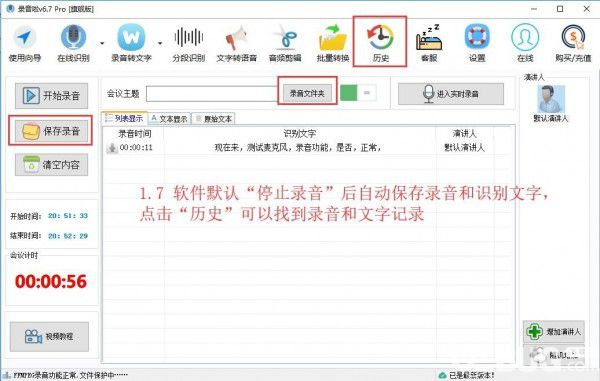 录音啦v6.7 Pro [旗舰版]
使用向导 在线识别 录音转文字 分段识别 文字转语音 音频剪辑 批量转换 历史 客服 设置 在线 购买/充值
开始录音
保存录音
清空内容
会议主题 录音文件夹 进入实时录音
列表显示 文本显示 原始文本
录音时间 识别文字 演讲人
00:00:11 现在来，测试麦克风，录音功能，是否，正常， 默认演讲人
演讲人
默认演讲人
1.7 软件默认“停止录音”后自动保存录音和识别文字，
点击“历史”可以找到录音和文字记录
开始时间： 20:51:33
结束时间： 20:52:29
会议计时
00:00:56
视频教程
增加演讲人
FFMPEG录音功能正常,文件保护中······
已是最新版本!